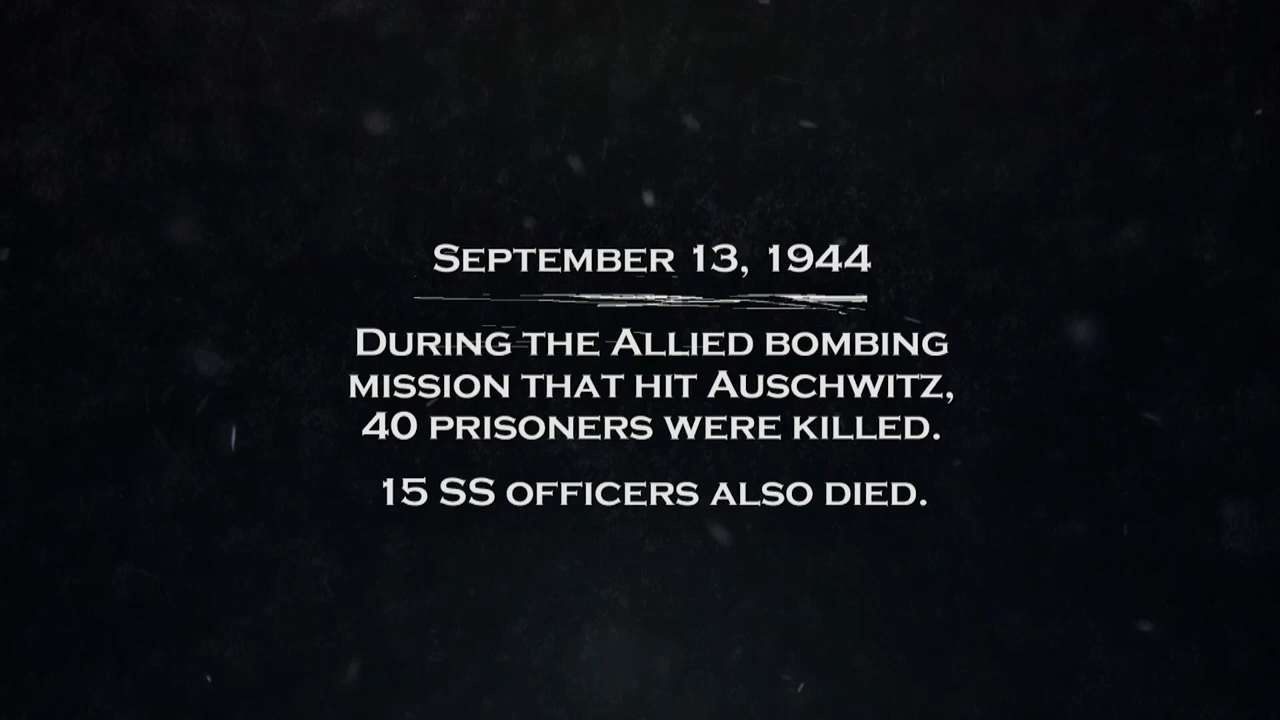 September 13, 1944
During the Allied bombing
mission that hit Auschwitz,
40 prisoners were killed.
15 SS officers also died.